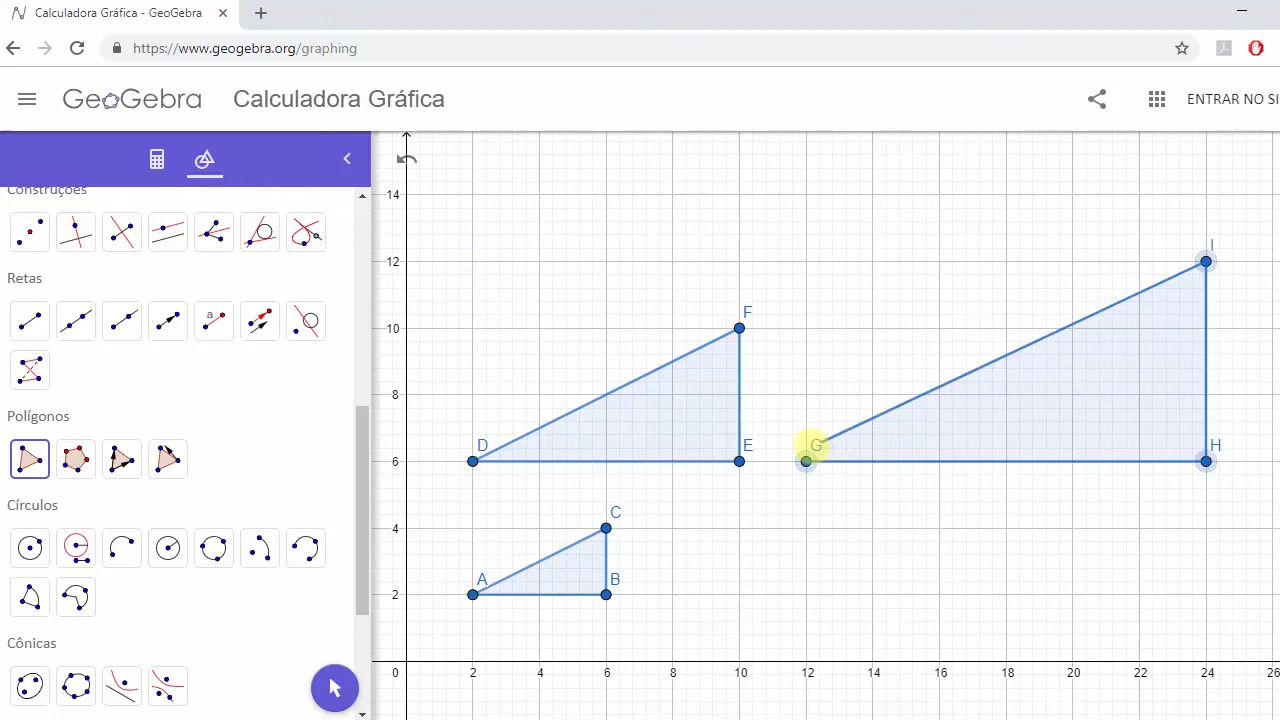 Calculadora Gráfica - GeoGebra
https://www.geogebra.org/graphing
GeoGebra Calculadora Gráfica ENTRAR NO SI
Construções
Retas
a
Polígonos
Círculos
Cônicas
14
12
10
8
6
4
2
0 2 4 6 8 10 12 14 16 18 20 22 24 26
I
F
D E G H
C
A B